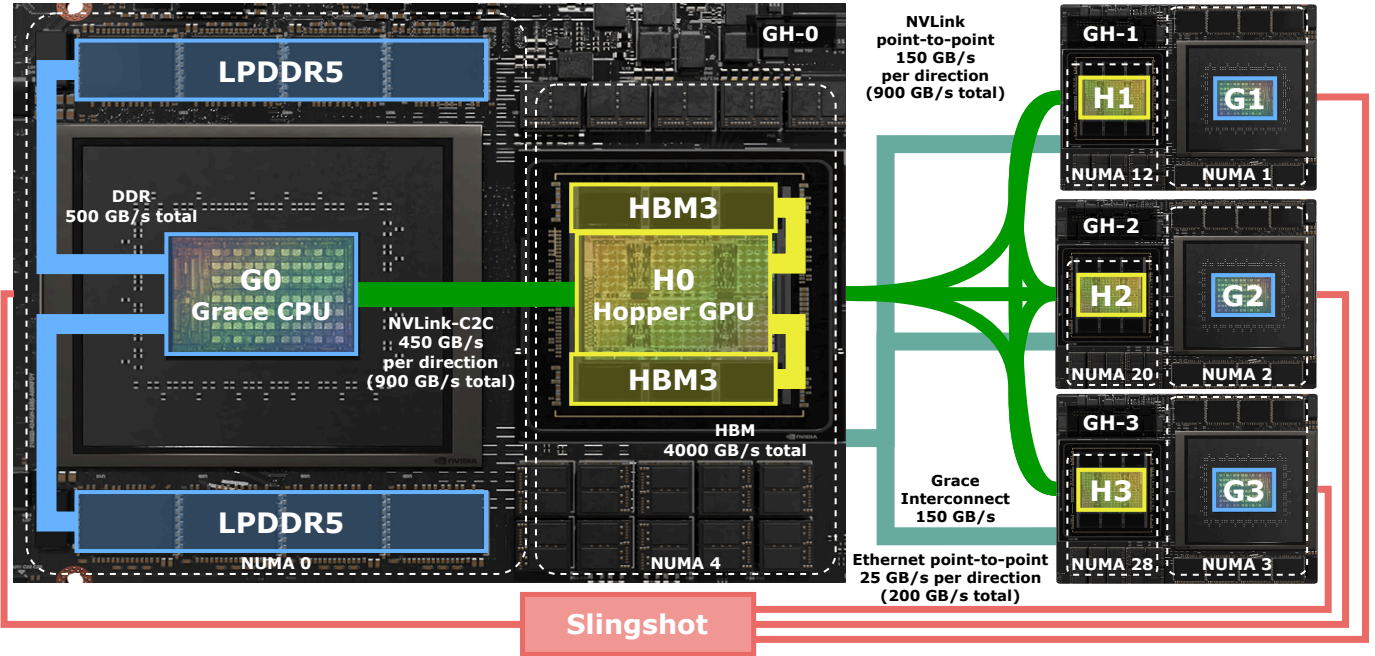 GH-0
LPDDR5
DDR
500 GB/s total
G0
Grace CPU
NVLink-C2C
450 GB/s
per direction
(900 GB/s total)
HBM3
H0
Hopper GPU
HBM3
HBM
4000 GB/s total
NVIDIA
NVIDIA
LPDDR5
NUMA 0
NUMA 4
NVLink
point-to-point
150 GB/s
per direction
(900 GB/s total)
GH-1
H1
G1
NUMA 12
NUMA 1
GH-2
H2
G2
NUMA 20
NUMA 2
GH-3
H3
G3
NUMA 28
NUMA 3
Grace
Interconnect
150 GB/s
Ethernet point-to-point
25 GB/s per direction
(200 GB/s total)
Slingshot